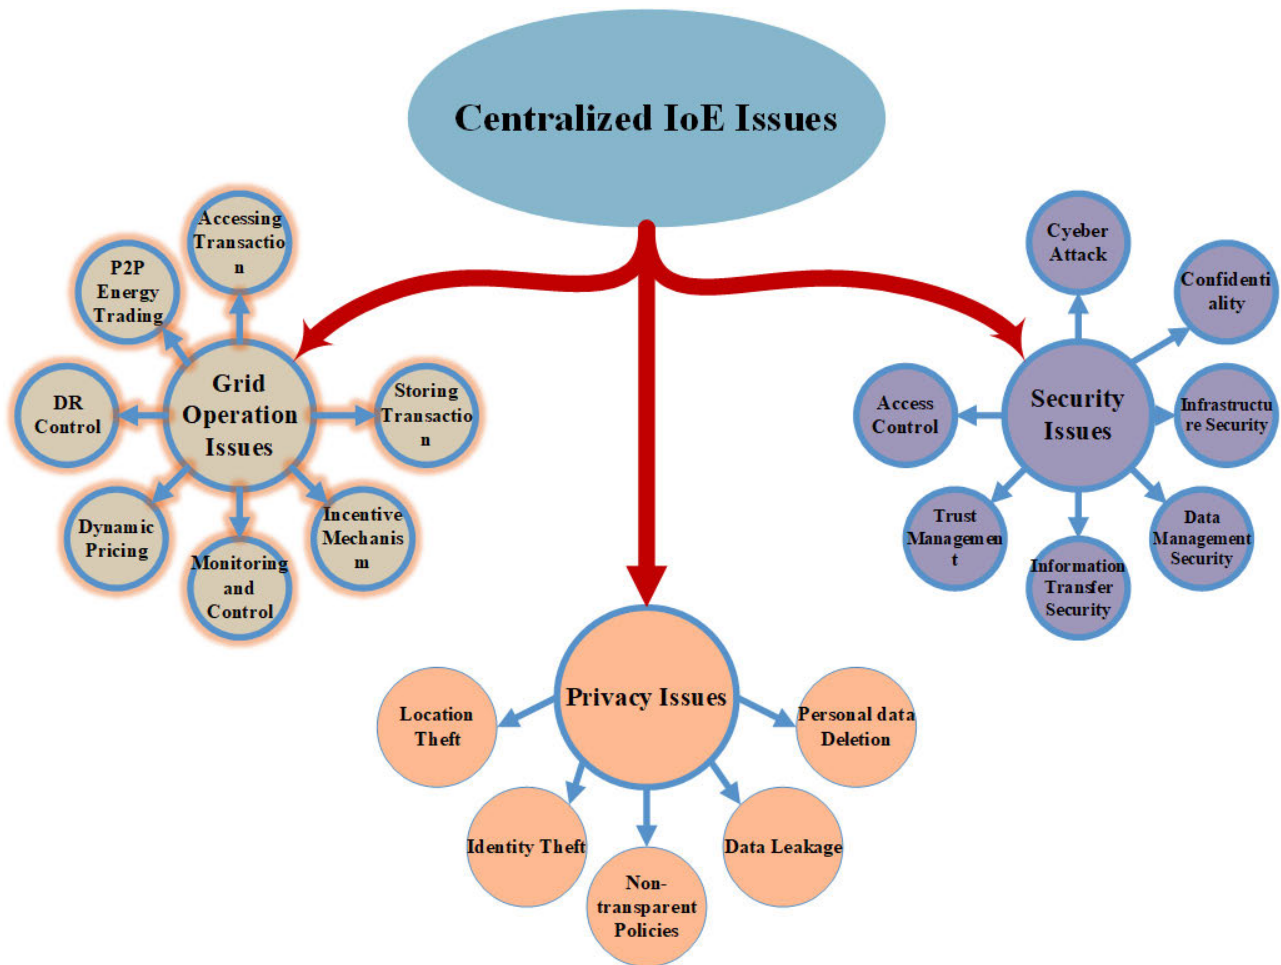 Centralized IoE Issues
Accessing
Transactio
n
P2P
Energy
Trading
DR
Control
Grid
Operation
Issues
Storing
Transactio
n
Dynamic
Pricing
Monitoring
and
Control
Incentive
Mechanis
m
Cyeber
Attack
Confidenti
ality
Access
Control
Security
Issues
Infrastructu
re Security
Trust
Managemen
t
Information
Transfer
Security
Data
Management
Security
Privacy Issues
Location
Theft
Personal data
Deletion
Identity Theft
Non-
transparent
Policies
Data Leakage